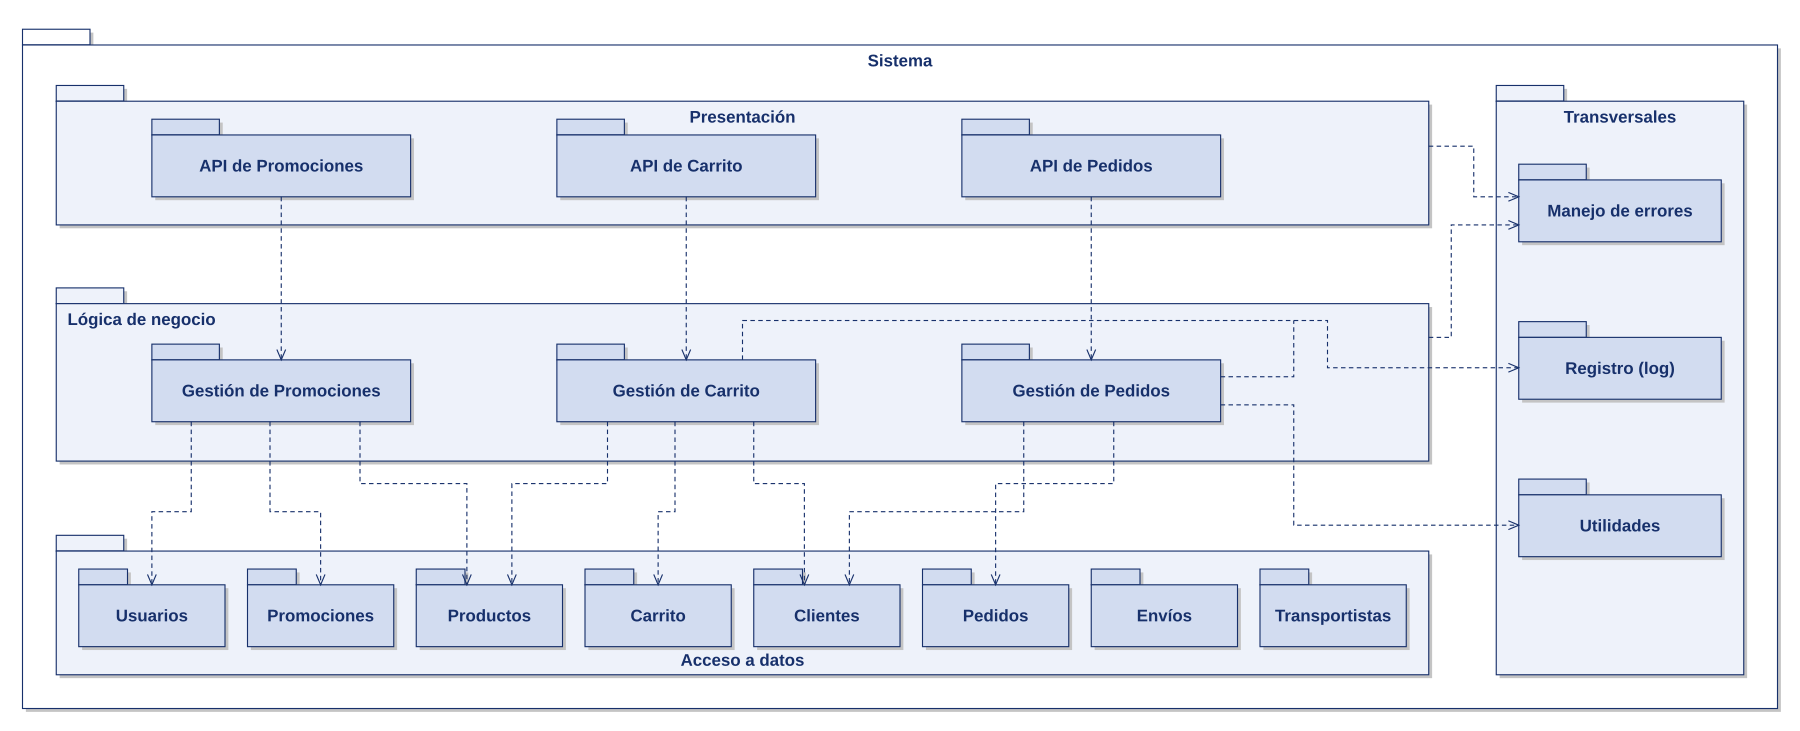 Sistema
Presentación
Transversales
API de Promociones
API de Carrito
API de Pedidos
Manejo de errores
Lógica de negocio
Registro (log)
Gestión de Promociones
Gestión de Carrito
Gestión de Pedidos
Utilidades
Usuarios
Promociones
Productos
Carrito
Clientes
Pedidos
Envíos
Transportistas
Acceso a datos